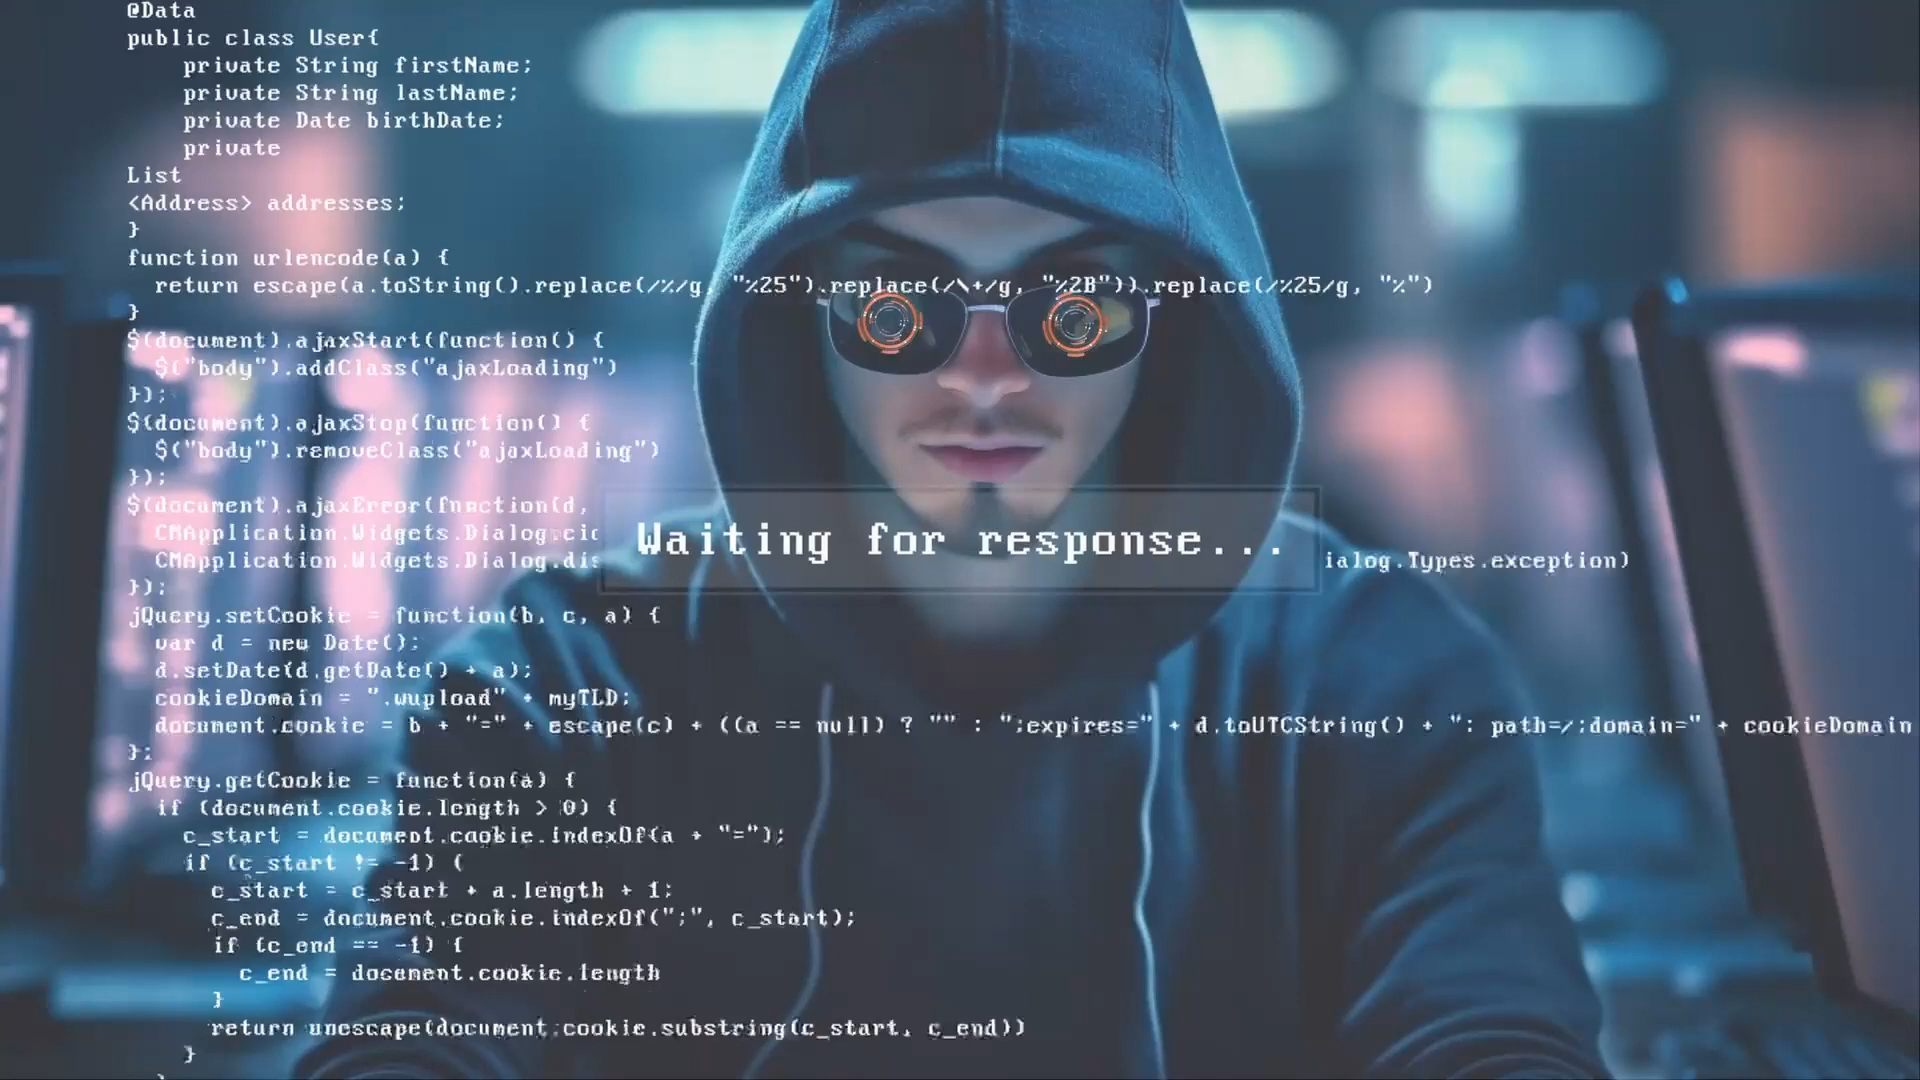 @Data
public class User{
private String firstName;
private String lastName;
private Date birthDate;
private
List
<Address> addresses;
}
function urlencode(a) {
return escape(a.toString().replace(/%/g, "%25").replace(/\+/g, "%2B")).replace(/%25/g, "%")
}
$(document).ajaxStart(function() {
$("body").addClass("ajaxLoading")
});
$(document).ajaxStop(function() {
$("body").removeClass("ajaxLoading")
});
$(document).ajaxError(function(d,
CMApplication.Widgets.Dialog.clo
Waiting for response...
CMApplication.Widgets.Dialog.dis ialog.Types.exception)
});
jQuery.setCookie = function(b, c, a) {
var d = new Date();
d.setDate(d.getDate() + a);
cookieDomain = ".wupload" + myTLD;
document.cookie = b + "=" + escape(c) + ((a == null) ? "" : ";expires=" + d.toUTCString() + "; path=/;domain=" + cookieDomain
};
jQuery.getCookie = function(a) {
if (document.cookie.length > 0) {
c_start = document.cookie.indexOf(a + "=");
if (c_start != -1) {
c_start = c_start + a.length + 1;
c_end = document.cookie.indexOf(";", c_start);
if (c_end == -1) {
c_end = document.cookie.length
}
return unescape(document.cookie.substring(c_start, c_end))
}